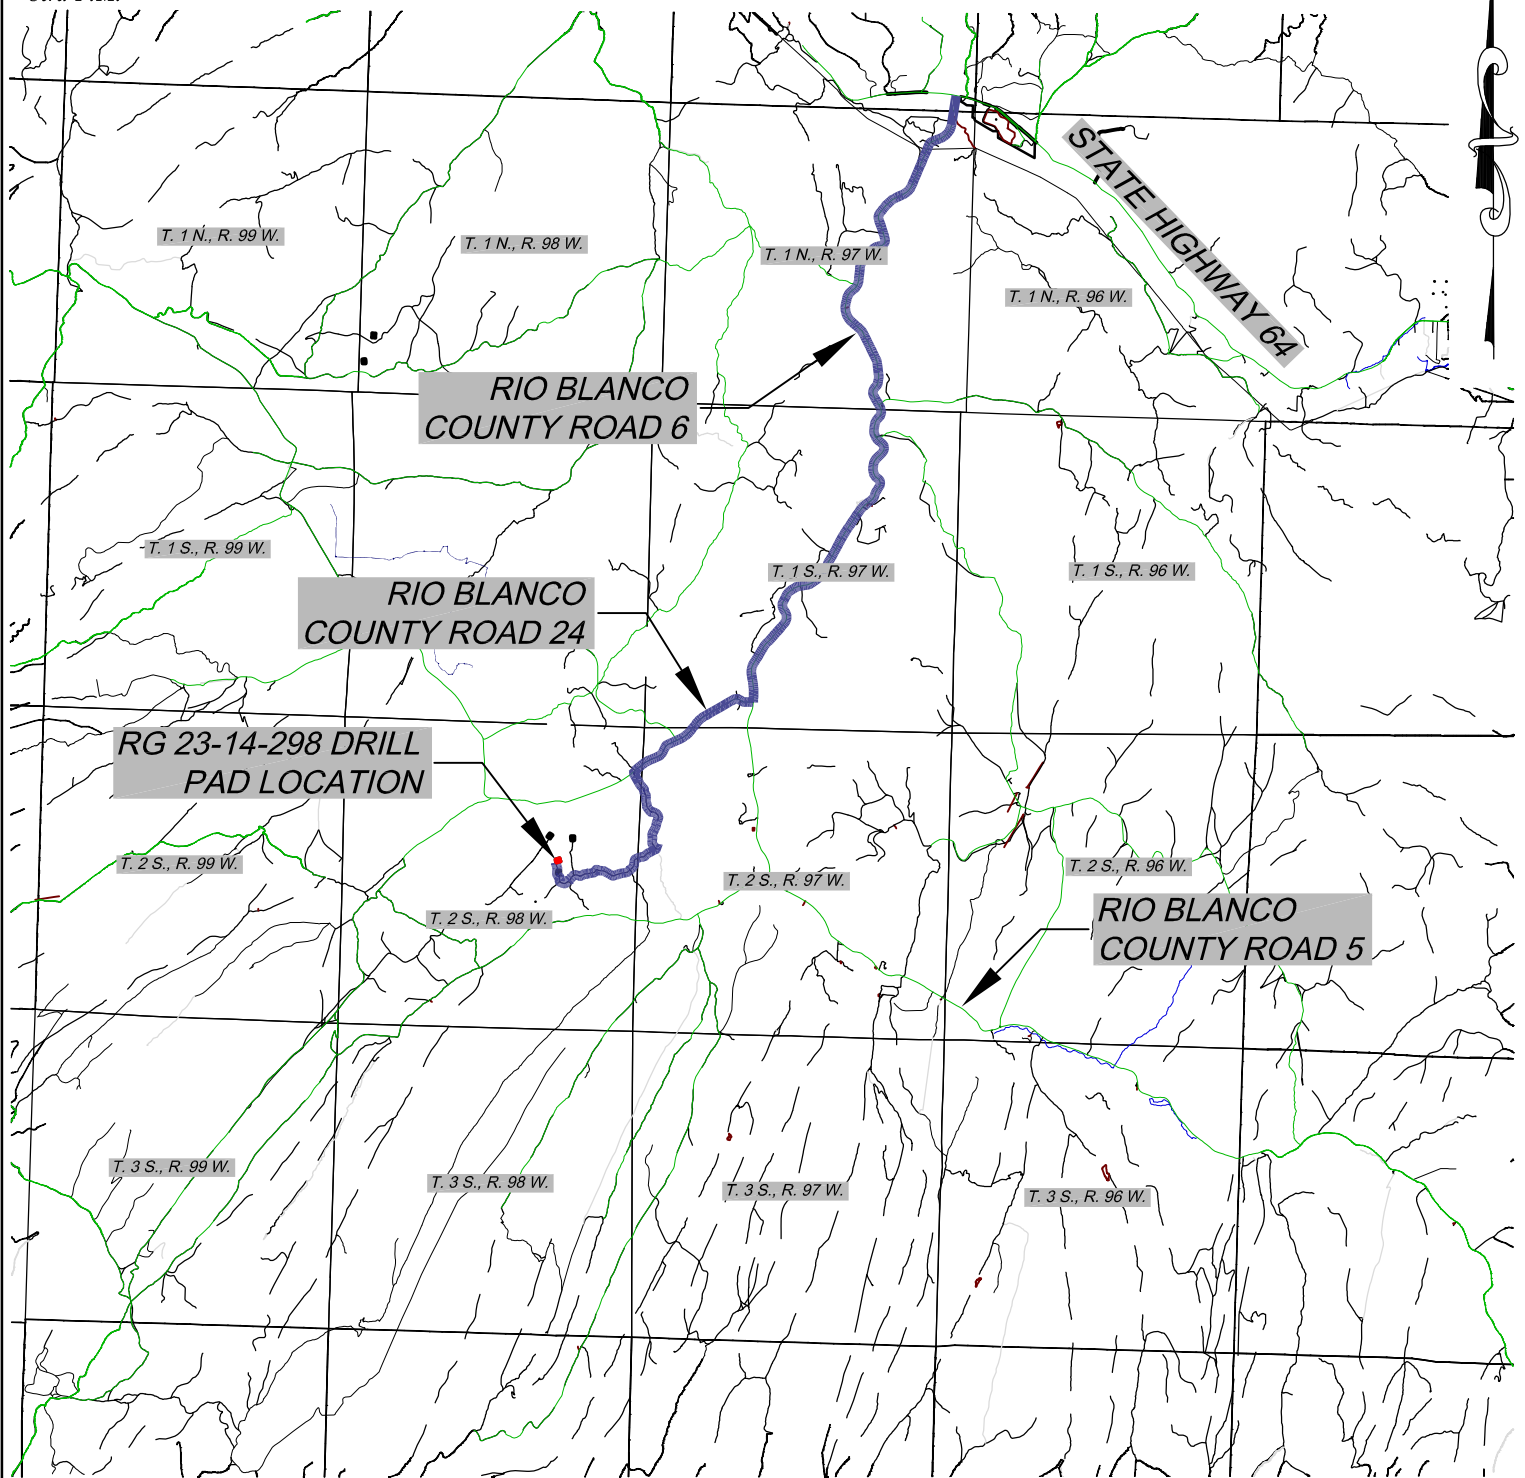 STATE HIGHWAY 64
T. 1 N., R. 99 W.
T. 1 N., R. 98 W.
T. 1 N., R. 97 W.
T. 1 N., R. 96 W.
RIO BLANCO
COUNTY ROAD 6
T. 1 S., R. 99 W.
T. 1 S., R. 97 W.
T. 1 S., R. 96 W.
RIO BLANCO
COUNTY ROAD 24
RG 23-14-298 DRILL
PAD LOCATION
T. 2 S., R. 99 W.
T. 2 S., R. 98 W.
T. 2 S., R. 97 W.
T. 2 S., R. 96 W.
RIO BLANCO
COUNTY ROAD 5
T. 3 S., R. 99 W.
T. 3 S., R. 98 W.
T. 3 S., R. 97 W.
T. 3 S., R. 96 W.